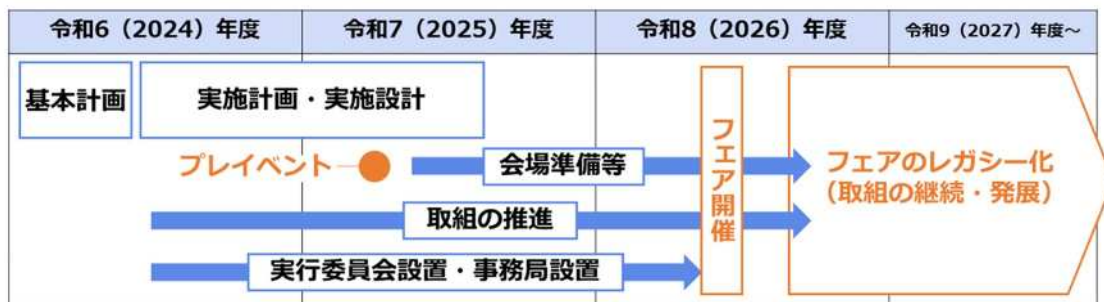 令和6（2024）年度
令和7（2025）年度
令和8（2026）年度
令和9（2027）年度～
基本計画
実施計画・実施設計
プレイベント
会場準備等
取組の推進
実行委員会設置・事務局設置
フェア開催
フェアのレガシー化
（取組の継続・発展）